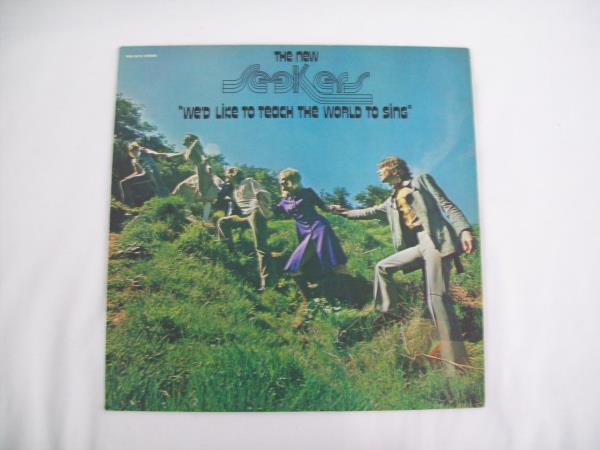 THE NEW
SEEKERS
"WE'D LIKE TO TEACH THE WORLD TO SING"